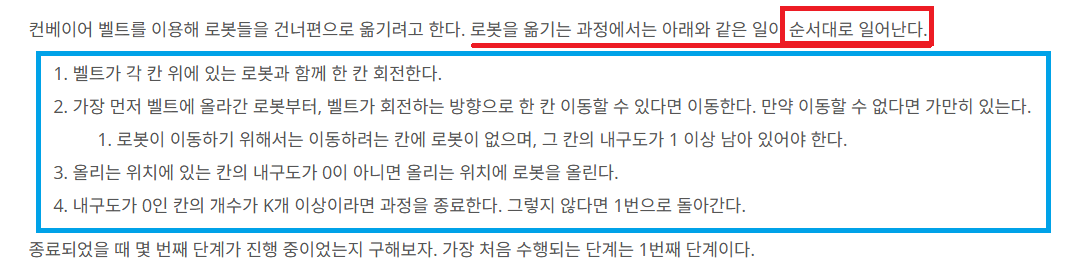 컨베이어 벨트를 이용해 로봇들을 건너편으로 옮기려고 한다. 로봇을 옮기는 과정에서는 아래와 같은 일이 순서대로 일어난다.
1. 벨트가 각 칸 위에 있는 로봇과 함께 한 칸 회전한다.
2. 가장 먼저 벨트에 올라간 로봇부터, 벨트가 회전하는 방향으로 한 칸 이동할 수 있다면 이동한다. 만약 이동할 수 없다면 가만히 있는다.
1. 로봇이 이동하기 위해서는 이동하려는 칸에 로봇이 없으며, 그 칸의 내구도가 1 이상 남아 있어야 한다.
3. 올리는 위치에 있는 칸의 내구도가 0이 아니면 올리는 위치에 로봇을 올린다.
4. 내구도가 0인 칸의 개수가 K개 이상이라면 과정을 종료한다. 그렇지 않다면 1번으로 돌아간다.
종료되었을 때 몇 번째 단계가 진행 중이었는지 구해보자. 가장 처음 수행되는 단계는 1번째 단계이다.